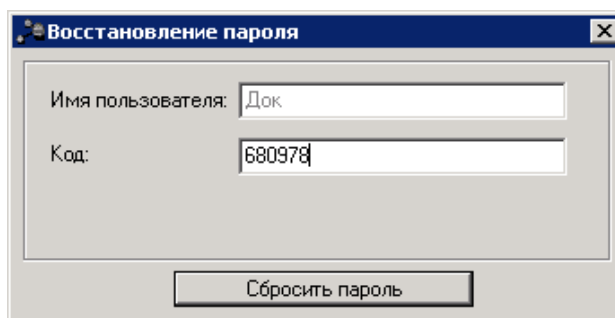 Восстановление пароля
Имя пользователя: Док
Код: 680978
Сбросить пароль